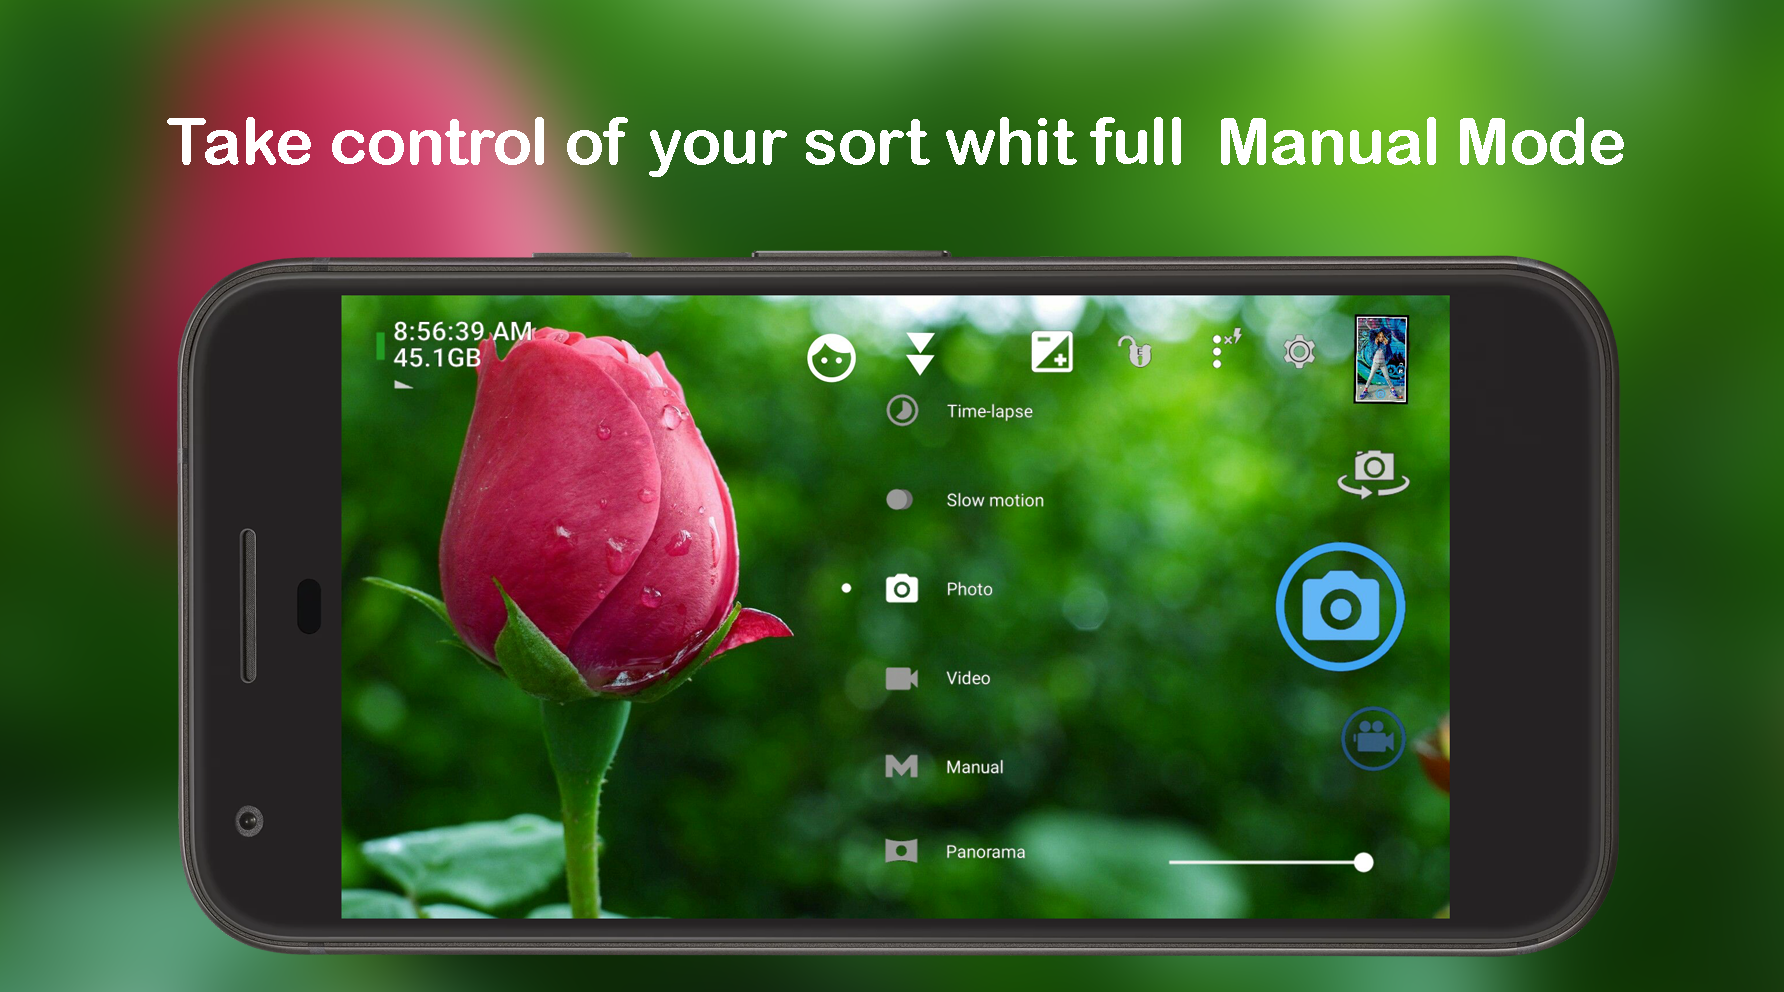 Take control of your sort whit full Manual Mode
8:56:39 AM
45.1GB
Time-lapse
Slow motion
Photo
Video
Manual
Panorama